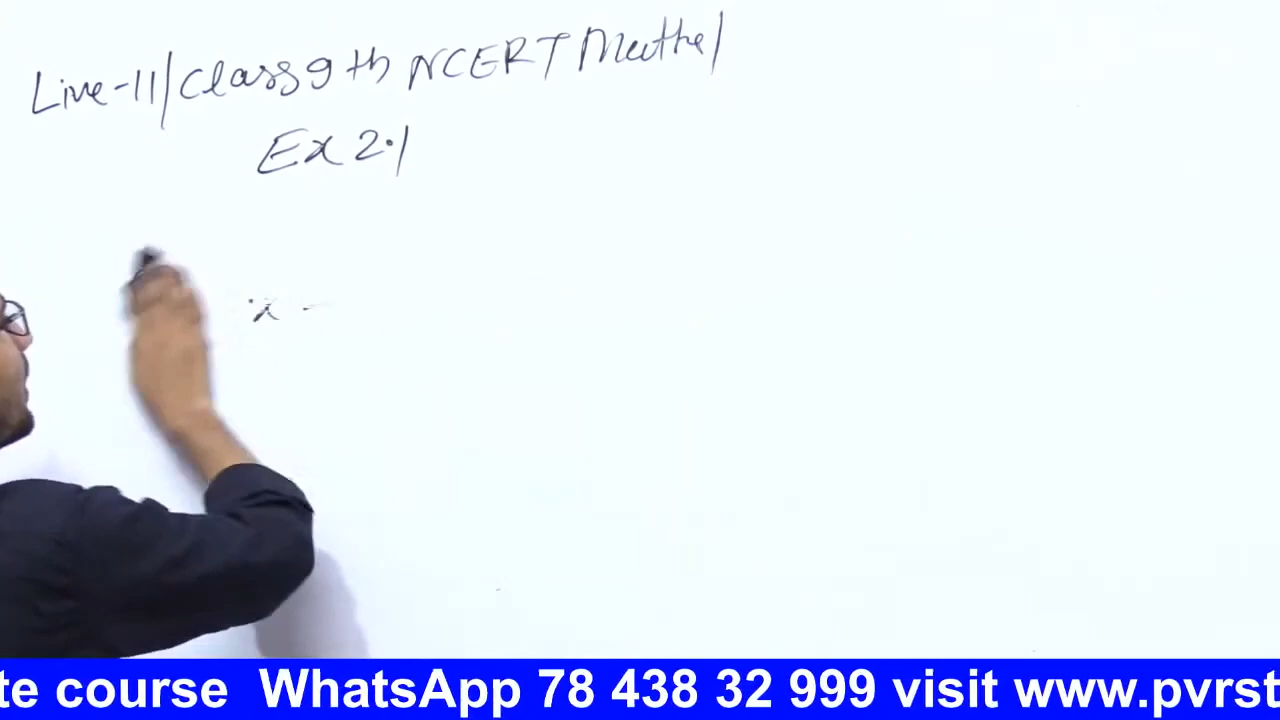 Live-11/Class 9th NCERT Maths/
Ex 2.1
x -
te course WhatsApp 78 438 32 999 visit www.pvrst